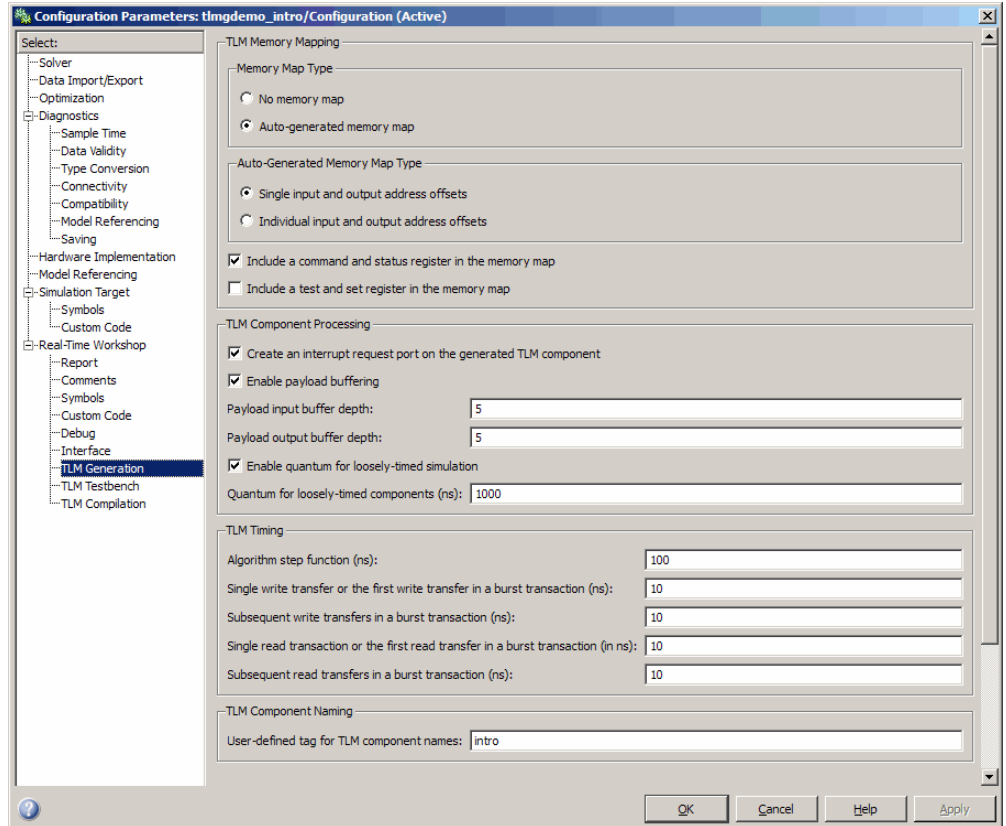 Configuration Parameters: tlmgdemo_intro/Configuration (Active)
Select:
Solver
Data Import/Export
Optimization
Diagnostics
Sample Time
Data Validity
Type Conversion
Connectivity
Compatibility
Model Referencing
Saving
Hardware Implementation
Model Referencing
Simulation Target
Symbols
Custom Code
Real-Time Workshop
Report
Comments
Symbols
Custom Code
Debug
Interface
TLM Generation
TLM Testbench
TLM Compilation
TLM Memory Mapping
Memory Map Type
No memory map
Auto-generated memory map
Auto-Generated Memory Map Type
Single input and output address offsets
Individual input and output address offsets
Include a command and status register in the memory map
Include a test and set register in the memory map
TLM Component Processing
Create an interrupt request port on the generated TLM component
Enable payload buffering
Payload input buffer depth: 5
Payload output buffer depth: 5
Enable quantum for loosely-timed simulation
Quantum for loosely-timed components (ns): 1000
TLM Timing
Algorithm step function (ns): 100
Single write transfer or the first write transfer in a burst transaction (ns): 10
Subsequent write transfers in a burst transaction (ns): 10
Single read transaction or the first read transfer in a burst transaction (in ns): 10
Subsequent read transfers in a burst transaction (ns): 10
TLM Component Naming
User-defined tag for TLM component names: intro
OK Cancel Help Apply